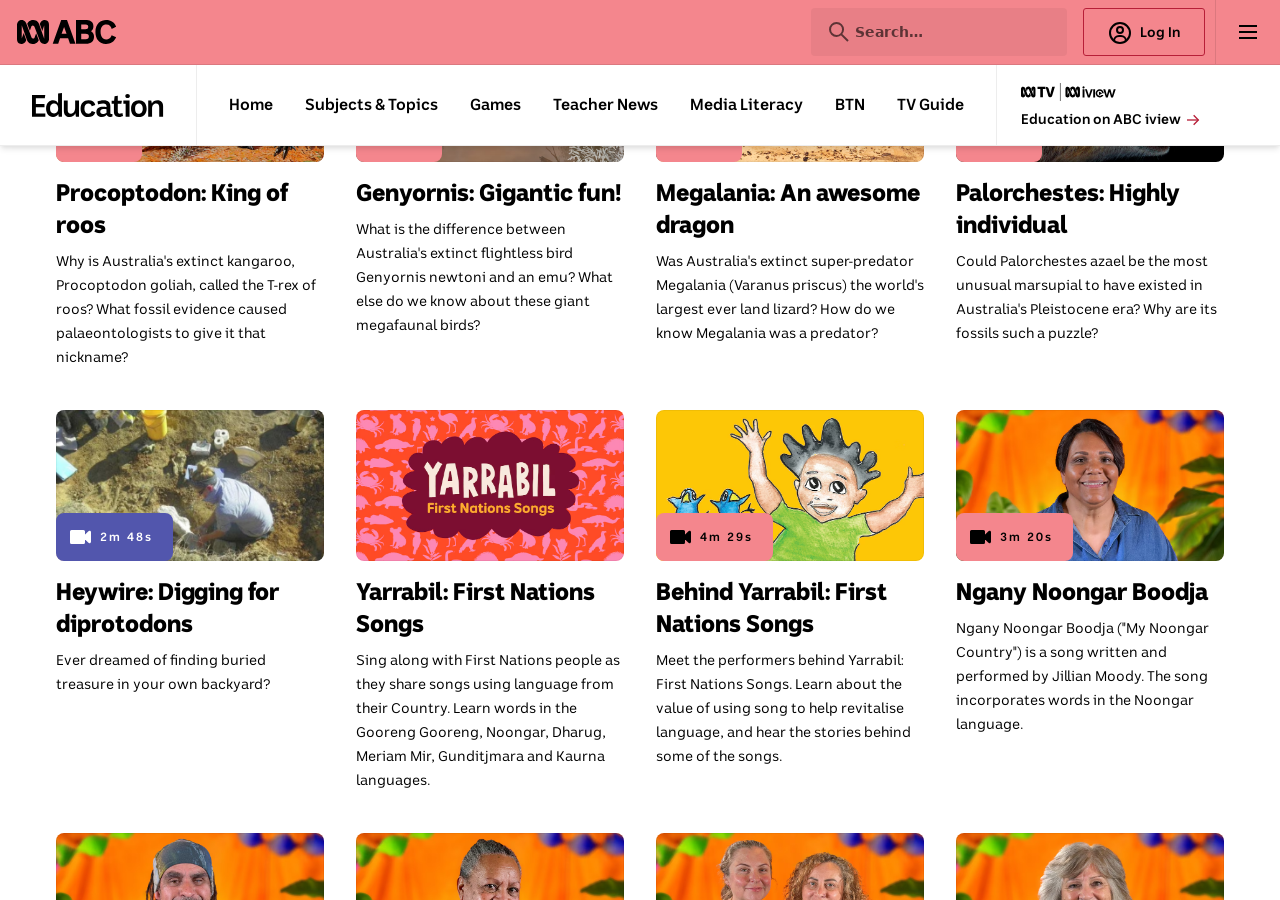 ABC
Search...
Log In
Education
Home
Subjects & Topics
Games
Teacher News
Media Literacy
BTN
TV Guide
TV iview
Education on ABC iview
Procoptodon: King of
roos
Why is Australia's extinct kangaroo,
Procoptodon goliah, called the T-rex of
roos? What fossil evidence caused
palaeontologists to give it that
nickname?
Genyornis: Gigantic fun!
What is the difference between
Australia's extinct flightless bird
Genyornis newtoni and an emu? What
else do we know about these giant
megafaunal birds?
Megalania: An awesome
dragon
Was Australia's extinct super-predator
Megalania (Varanus priscus) the world's
largest ever land lizard? How do we
know Megalania was a predator?
Palorchestes: Highly
individual
Could Palorchestes azael be the most
unusual marsupial to have existed in
Australia's Pleistocene era? Why are its
fossils such a puzzle?
2m 48s
Heywire: Digging for
diprotodons
Ever dreamed of finding buried
treasure in your own backyard?
YARRABIL
First Nations Songs
Yarrabil: First Nations
Songs
Sing along with First Nations people as
they share songs using language from
their Country. Learn words in the
Gooreng Gooreng, Noongar, Dharug,
Meriam Mir, Gunditjmara and Kaurna
languages.
4m 29s
Behind Yarrabil: First
Nations Songs
Meet the performers behind Yarrabil:
First Nations Songs. Learn about the
value of using song to help revitalise
language, and hear the stories behind
some of the songs.
3m 20s
Ngany Noongar Boodja
Ngany Noongar Boodja ("My Noongar
Country") is a song written and
performed by Jillian Moody. The song
incorporates words in the Noongar
language.